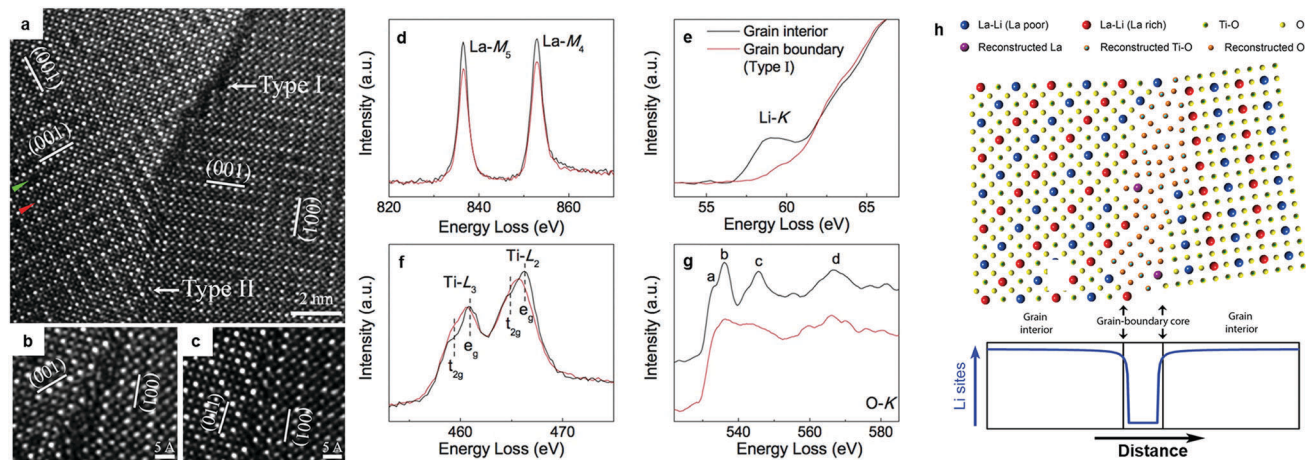 a
(100)
Type I
(001)
(001)
(100)
Type II
2 nm
b
(001)
(100)
5 Å
c
(011)
(001)
5 Å
d
La-M5
La-M4
Intensity (a.u.)
820 840 860
Energy Loss (eV)
e
Grain interior
Grain boundary
(Type I)
Li-K
Intensity (a.u.)
55 60 65
Energy Loss (eV)
f
Ti-L2
Ti-L3
eg
t2g
eg
t2g
Intensity (a.u.)
460 475
Energy Loss (eV)
g
b
a
c
d
O-K
Intensity (a.u.)
540 560 580
Energy Loss (eV)
h
La-Li (La poor) La-Li (La rich) Ti-O O
Reconstructed La Reconstructed Ti-O Reconstructed O
Grain
interior
Grain-boundary core
Grain
interior
Li sites
Distance